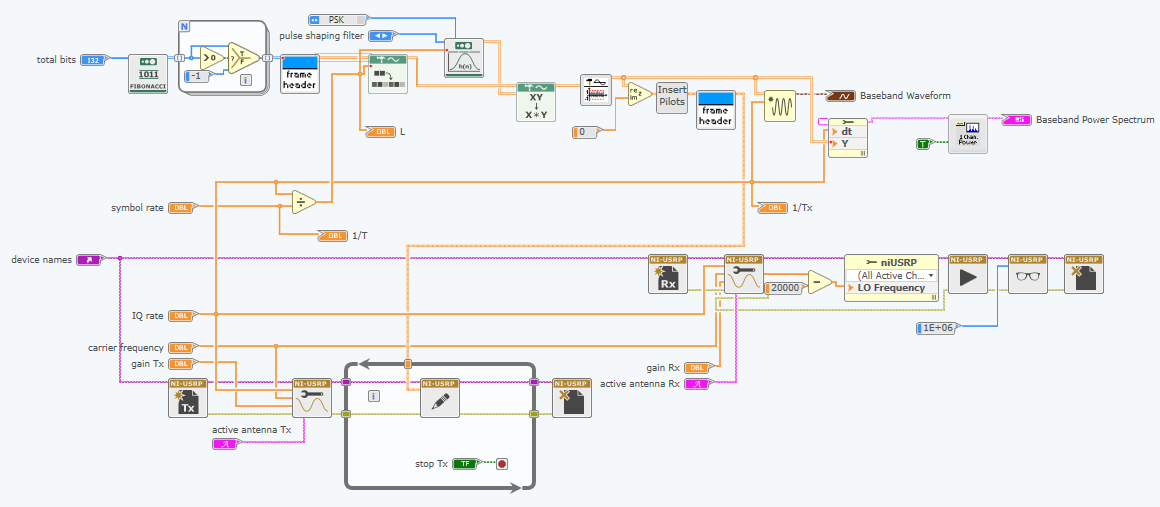 PSK
pulse shaping filter
total bits
I32
1011
FIBONACCI
N
> 0
T
?
F
-1
i
frame
header
h(n)
XY
X*Y
re
im
z
0
Insert
Pilots
frame
header
Baseband Waveform
dt
Y
T
1 Chan.
Power
Baseband Power Spectrum
DBL
L
symbol rate
DBL
÷
DBL
1/T
DBL
1/Tx
device names
NI-USRP
Rx
NI-USRP
20000
−
niUSRP
(All Active Ch...
LO Frequency
NI-USRP
NI-USRP
NI-USRP
IQ rate
DBL
1E+06
carrier frequency
DBL
gain Tx
DBL
gain Rx
DBL
active antenna Rx
NI-USRP
Tx
NI-USRP
i
NI-USRP
NI-USRP
active antenna Tx
stop Tx
TF